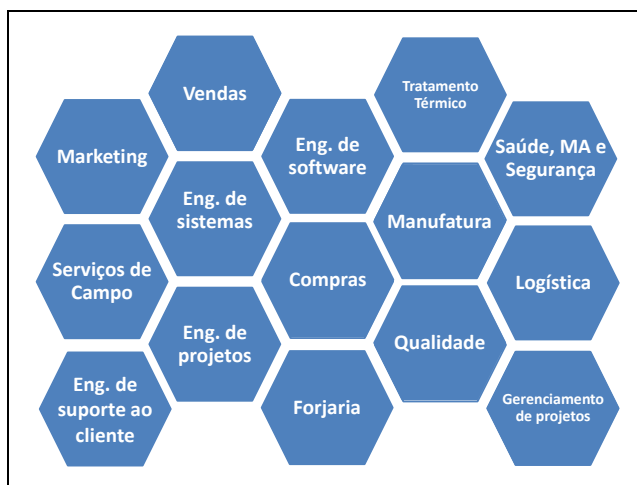 Vendas
Tratamento
Térmico
Marketing
Eng. de
software
Saúde, MA e
Segurança
Eng. de
sistemas
Manufatura
Serviços de
Campo
Compras
Logística
Eng. de
projetos
Qualidade
Eng. de
suporte ao
cliente
Forjaria
Gerenciamento
de projetos